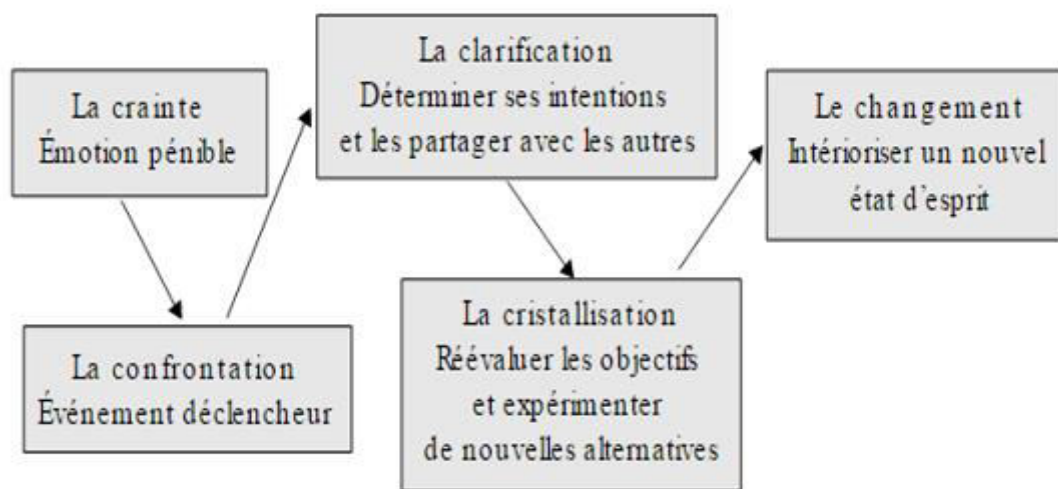 La crainte
Émotion pénible
La confrontation
Événement déclencheur
La clarification
Déterminer ses intentions
et les partager avec les autres
La cristallisation
Réévaluer les objectifs
et expérimenter
de nouvelles alternatives
Le changement
Intérioriser un nouvel
état d'esprit